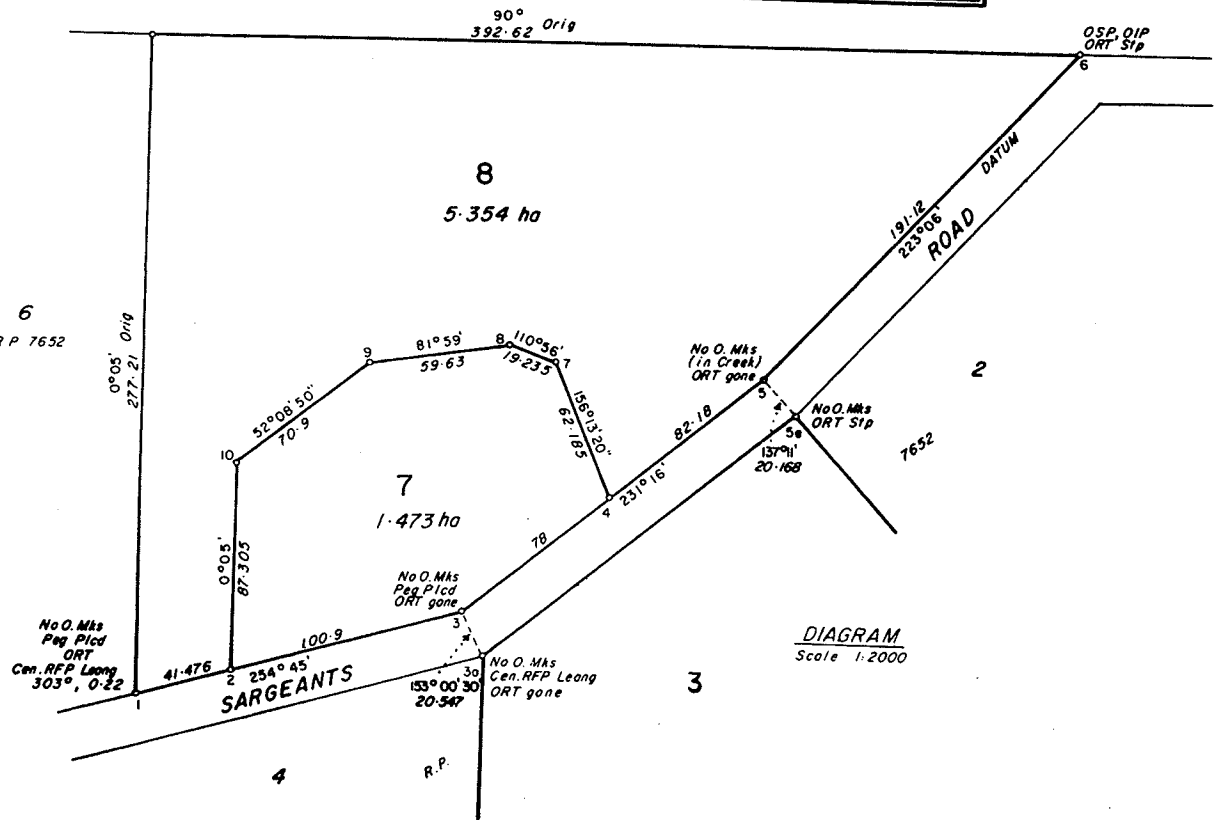 90° Orig
392·62
OSP, OIP
ORT Stp
6
8
5·354 ha
DATUM
191·12
223°06'
ROAD
6
R P 7652
0°05' Orig
277·21
9
81°59'
59·63
8
110°56'
19·235
7
No O. Mks
(in Creek)
ORT gone
5
2
52°08'50"
70·9
156°13'20"
62·185
82·18
No O. Mks
ORT Stp
5a
137°11'
20·168
7652
10
7
1·473 ha
4
231°16'
78
0°05'
87·305
No O. Mks
Peg Plcd
ORT gone
3
No O. Mks
Peg Plcd
ORT
Cen. RFP Leang
303°, 0·22
1
41·476
2
254° 45'
100·9
SARGEANTS
153°00'30"
20·547
3a
No O. Mks
Cen. RFP Leang
ORT gone
DIAGRAM
Scale 1:2000
3
4
R.P.